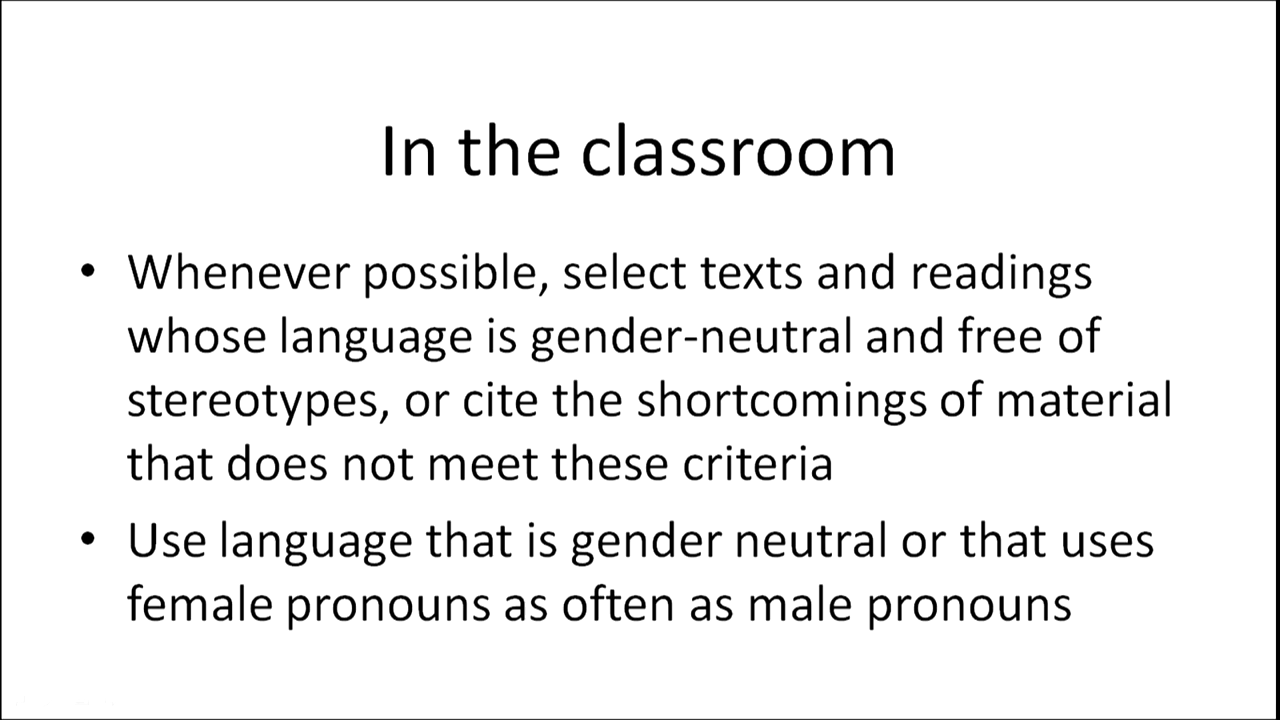 In the classroom
• Whenever possible, select texts and readings
whose language is gender-neutral and free of
stereotypes, or cite the shortcomings of material
that does not meet these criteria
• Use language that is gender neutral or that uses
female pronouns as often as male pronouns